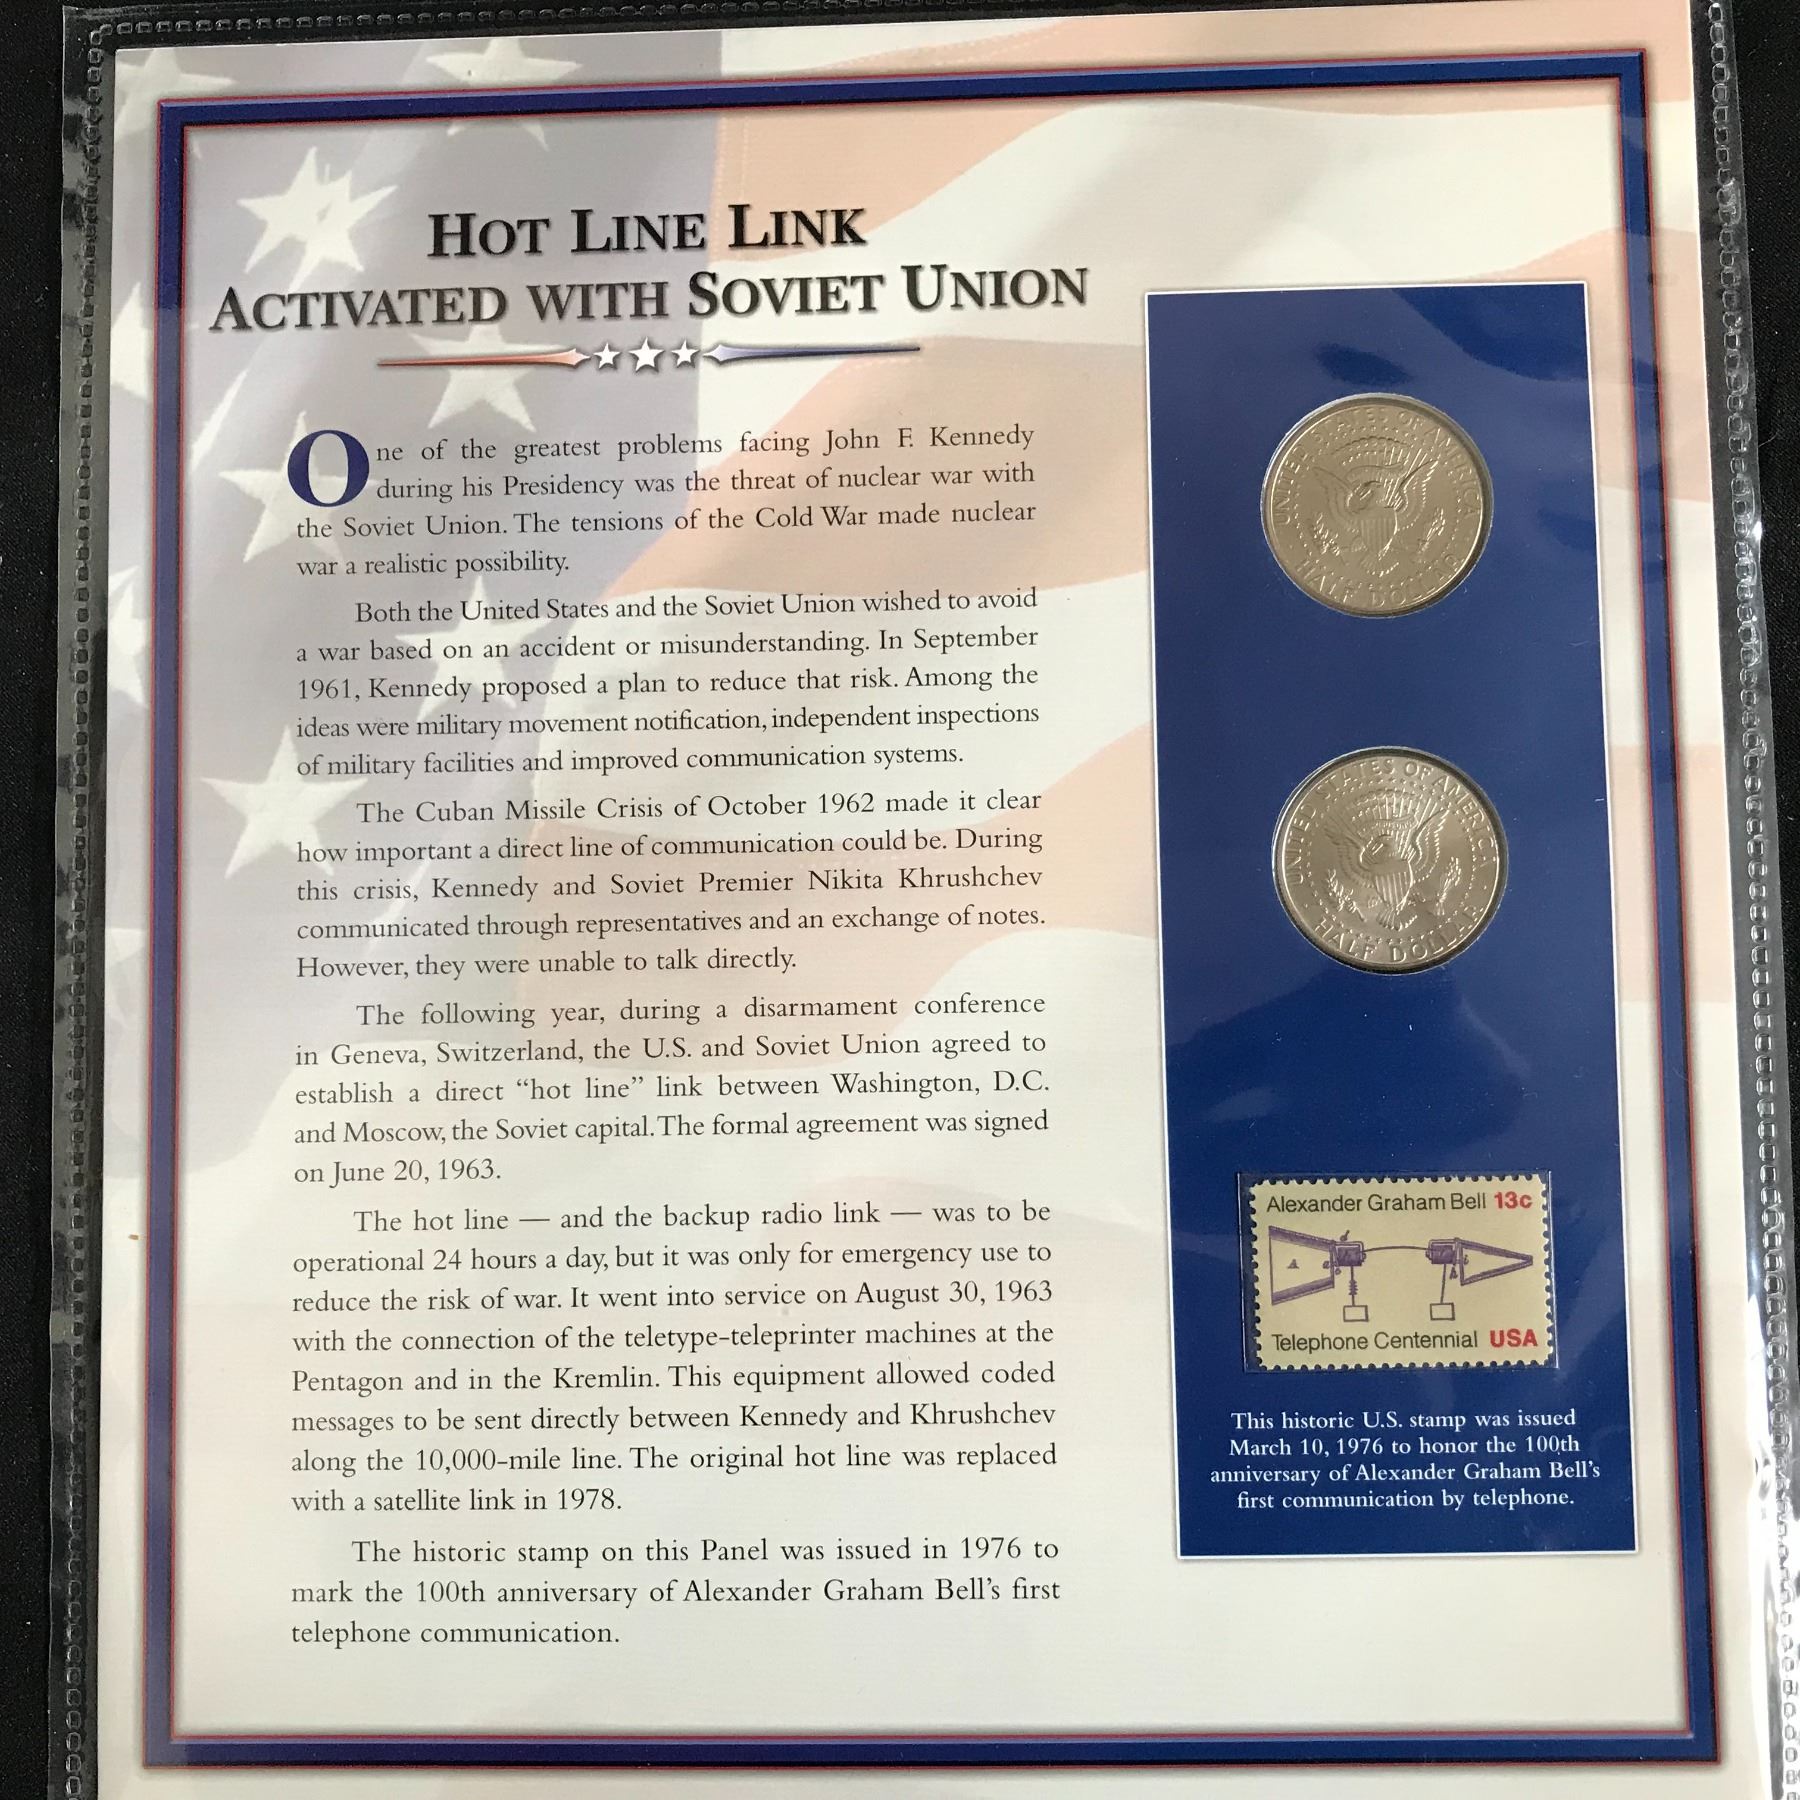 HOT LINE LINK
ACTIVATED WITH SOVIET UNION
One of the greatest problems facing John F. Kennedy
during his Presidency was the threat of nuclear war with
the Soviet Union. The tensions of the Cold War made nuclear
war a realistic possibility.
Both the United States and the Soviet Union wished to avoid
a war based on an accident or misunderstanding. In September
1961, Kennedy proposed a plan to reduce that risk. Among the
ideas were military movement notification, independent inspections
of military facilities and improved communication systems.
The Cuban Missile Crisis of October 1962 made it clear
how important a direct line of communication could be. During
this crisis, Kennedy and Soviet Premier Nikita Khrushchev
communicated through representatives and an exchange of notes.
However, they were unable to talk directly.
The following year, during a disarmament conference
in Geneva, Switzerland, the U.S. and Soviet Union agreed to
establish a direct “hot line” link between Washington, D.C.
and Moscow, the Soviet capital. The formal agreement was signed
on June 20, 1963.
The hot line — and the backup radio link — was to be
operational 24 hours a day, but it was only for emergency use to
reduce the risk of war. It went into service on August 30, 1963
with the connection of the teletype-teleprinter machines at the
Pentagon and in the Kremlin. This equipment allowed coded
messages to be sent directly between Kennedy and Khrushchev
along the 10,000-mile line. The original hot line was replaced
with a satellite link in 1978.
The historic stamp on this Panel was issued in 1976 to
mark the 100th anniversary of Alexander Graham Bell’s first
telephone communication.
UNITED STATES OF AMERICA
HALF DOLLAR
UNITED STATES OF AMERICA
HALF DOLLAR
Alexander Graham Bell 13c
Telephone Centennial USA
This historic U.S. stamp was issued
March 10, 1976 to honor the 100th
anniversary of Alexander Graham Bell’s
first communication by telephone.